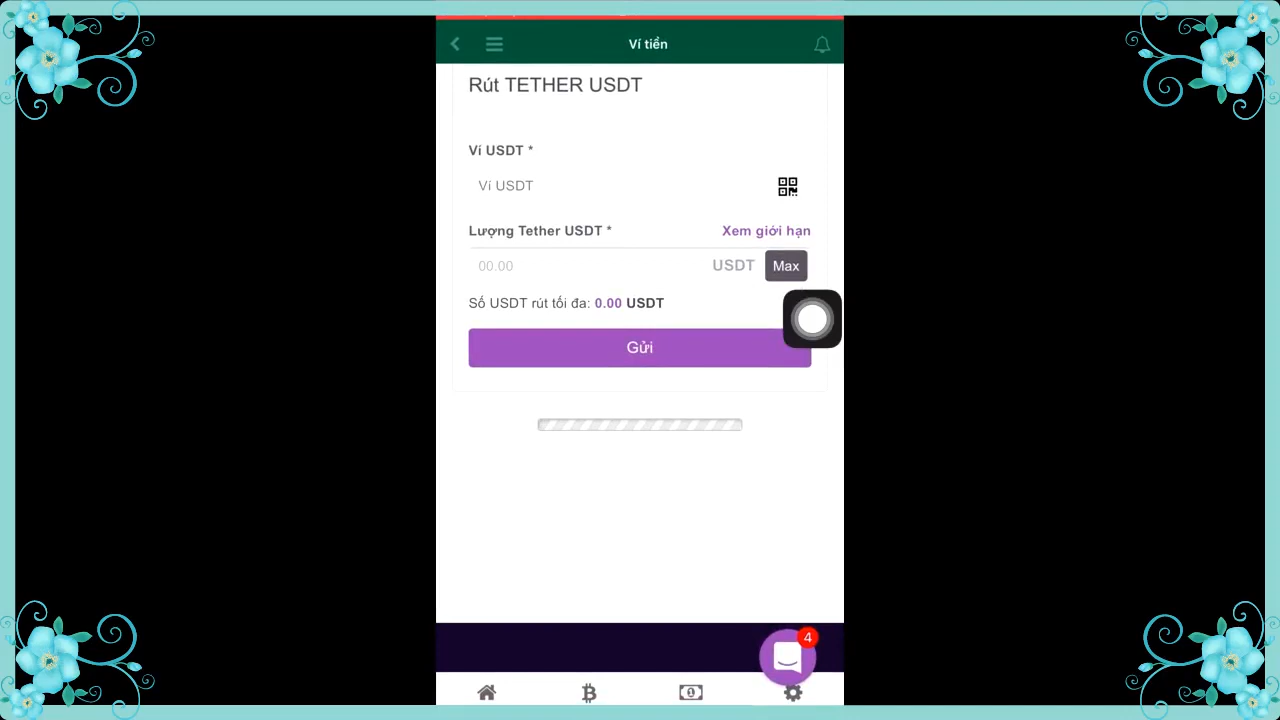 Ví tiền
Rút TETHER USDT
Ví USDT *
Ví USDT
Lượng Tether USDT * Xem giới hạn
00.00 USDT Max
Số USDT rút tối đa: 0.00 USDT
Gửi
4